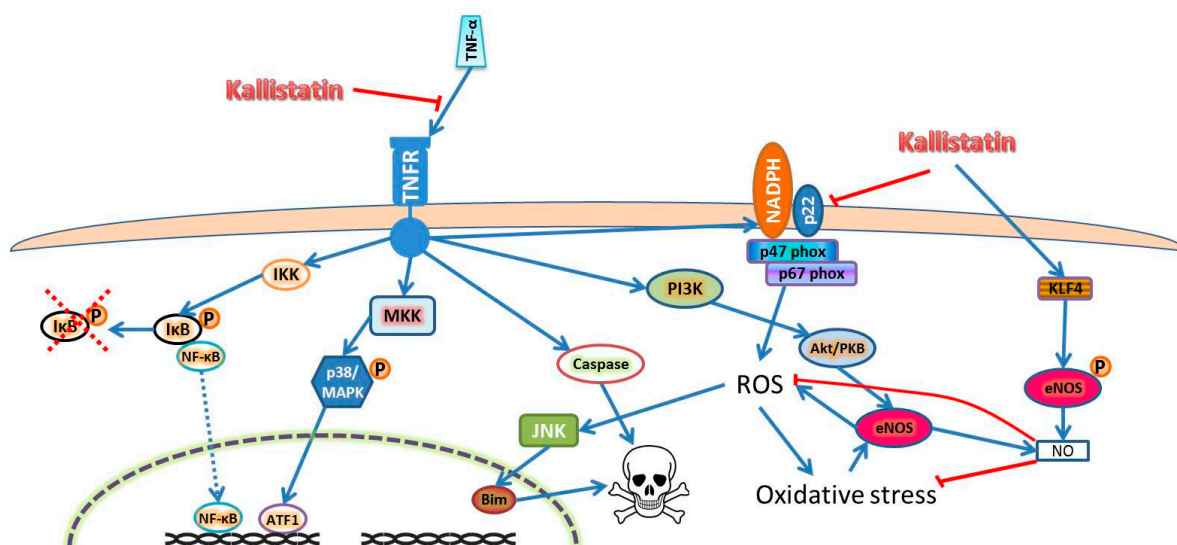 TNF-α
Kallistatin
Kallistatin
TNFR
NADPH
p22
p47 phox
p67 phox
IKK
PI3K
KLF4
IκB
P
IκB
P
NF-κB
MKK
Akt/PKB
p38/
MAPK
P
Caspase
ROS
eNOS
P
JNK
eNOS
NO
Bim
Oxidative stress
NF-κB
ATF1